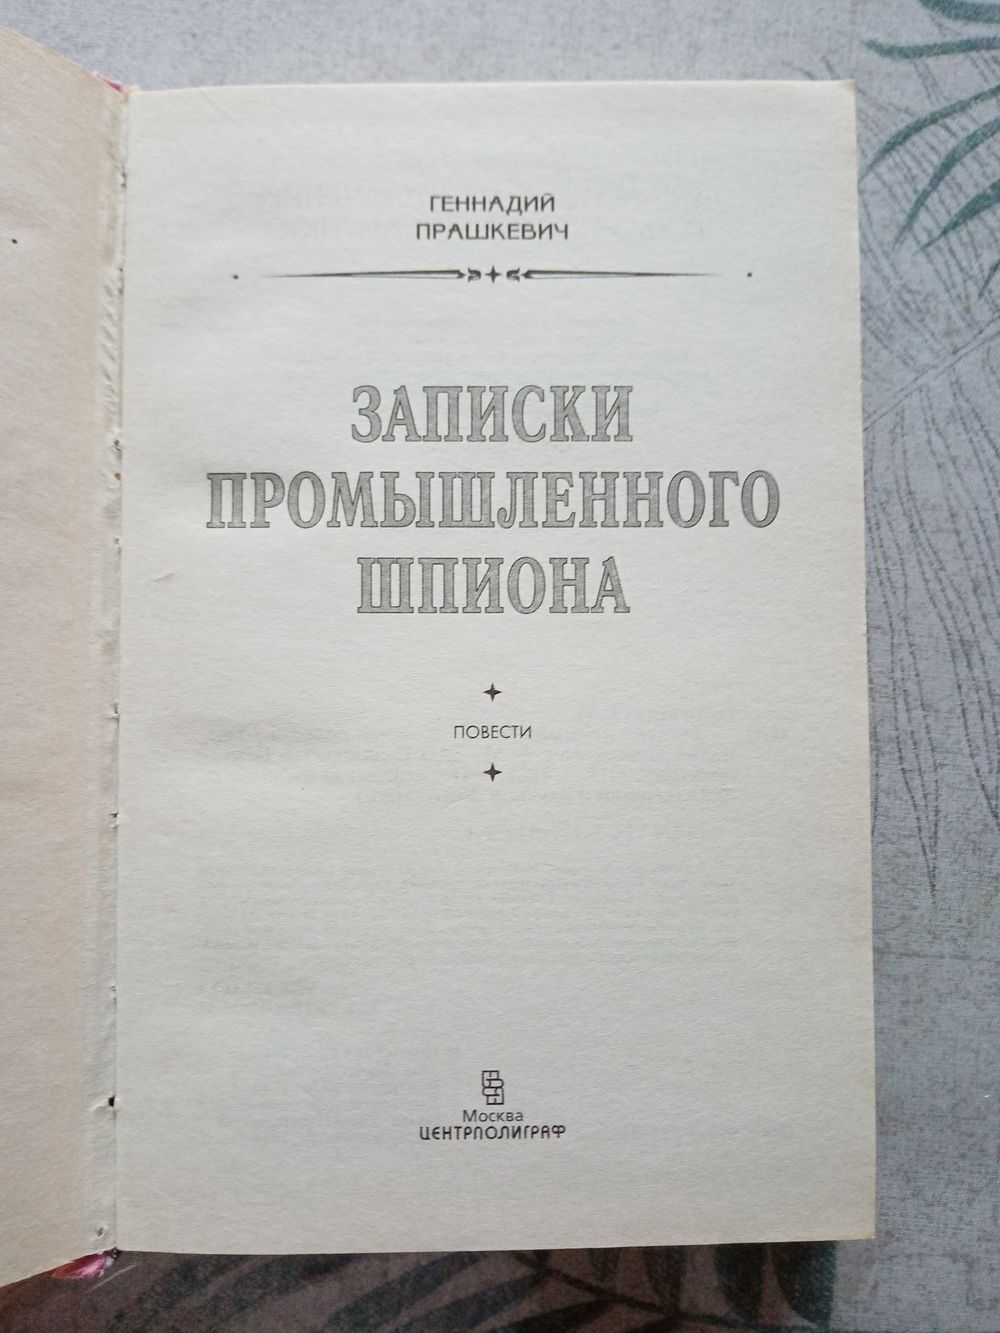 ГЕННАДИЙ
ПРАШКЕВИЧ
ЗАПИСКИ
ПРОМЫШЛЕННОГО
ШПИОНА
ПОВЕСТИ
Москва
ЦЕНТРПОЛИГРАФ